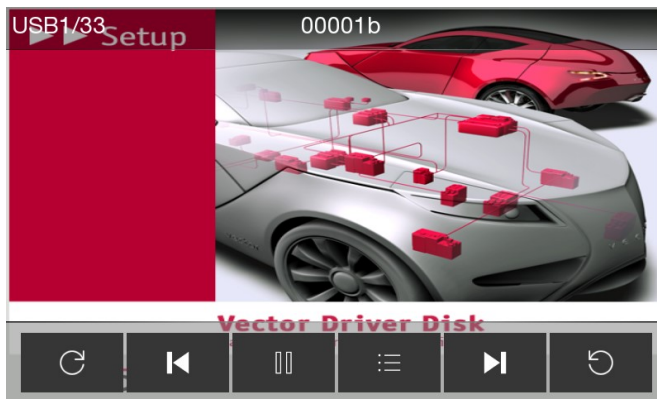 USB1/33
00001b
►► Setup
Vector Driver Disk